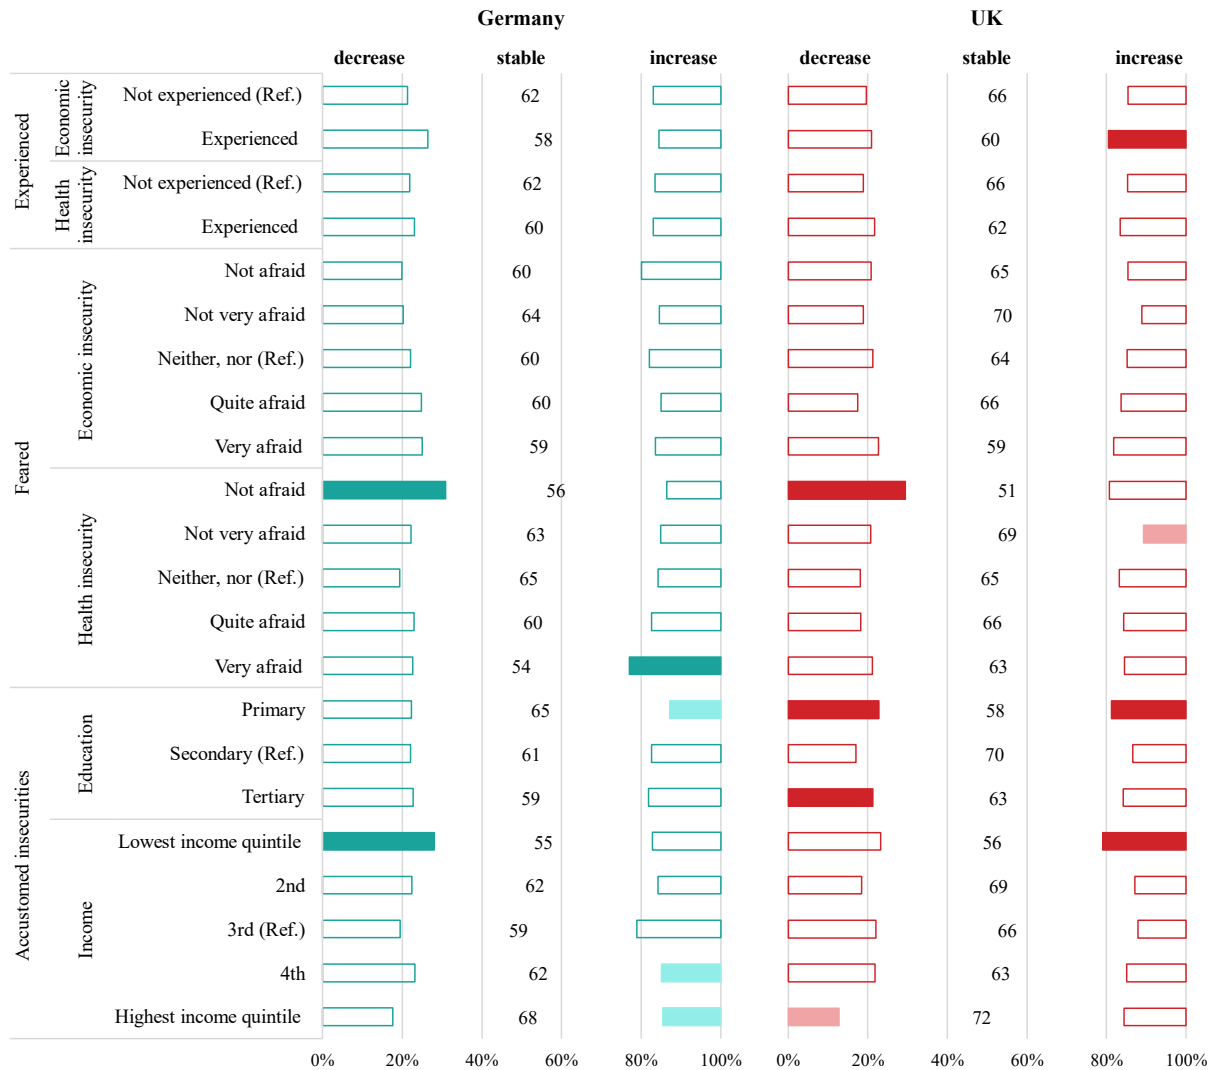 Germany UK
decrease stable increase decrease stable increase
Experienced
Economic insecurity
Not experienced (Ref.) 62 66
Experienced 58 60
Health insecurity
Not experienced (Ref.) 62 66
Experienced 60 62
Feared
Economic insecurity
Not afraid 60 65
Not very afraid 64 70
Neither, nor (Ref.) 60 64
Quite afraid 60 66
Very afraid 59 59
Health insecurity
Not afraid 56 51
Not very afraid 63 69
Neither, nor (Ref.) 65 65
Quite afraid 60 66
Very afraid 54 63
Accustomed insecurities
Education
Primary 65 58
Secondary (Ref.) 61 70
Tertiary 59 63
Income
Lowest income quintile 55 56
2nd 62 69
3rd (Ref.) 59 66
4th 62 63
Highest income quintile 68 72
0% 20% 40% 60% 80% 100% 0% 20% 40% 60% 80% 100%